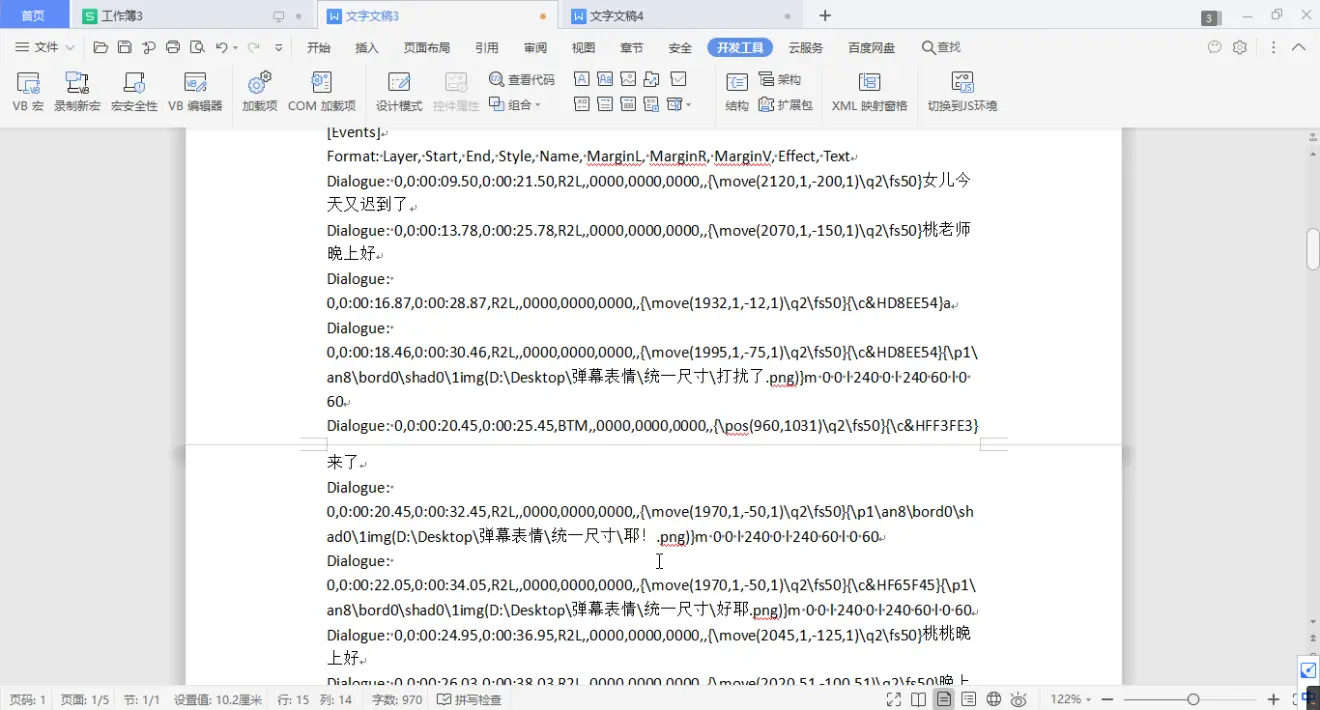 首页 工作簿3 文字文稿3 文字文稿4 3
文件 开始 插入 页面布局 引用 审阅 视图 章节 安全 开发工具 云服务 百度网盘 查找
VB 宏 录制新宏 宏安全性 VB 编辑器 加载项 COM 加载项 设计模式 控件属性 查看代码 组合 结构 架构 扩展包 XML 映射窗格 切换到JS环境
[Events]
Format: Layer, Start, End, Style, Name, MarginL, MarginR, MarginV, Effect, Text
Dialogue: 0,0:00:09.50,0:00:21.50,R2L,,0000,0000,0000,,{\move(2120,1,-200,1)\q2\fs50}女儿今
天又迟到了
Dialogue: 0,0:00:13.78,0:00:25.78,R2L,,0000,0000,0000,,{\move(2070,1,-150,1)\q2\fs50}桃老师
晚上好
Dialogue:
0,0:00:16.87,0:00:28.87,R2L,,0000,0000,0000,,{\move(1932,1,-12,1)\q2\fs50}{\c&HD8EE54}a
Dialogue:
0,0:00:18.46,0:00:30.46,R2L,,0000,0000,0000,,{\move(1995,1,-75,1)\q2\fs50}{\c&HD8EE54}{\p1\
an8\bord0\shad0\1img(D:\Desktop\弹幕表情\统一尺寸\打扰了.png)}m 0 0 l 240 0 l 240 60 l 0
60
Dialogue: 0,0:00:20.45,0:00:25.45,BTM,,0000,0000,0000,,{\pos(960,1031)\q2\fs50}{\c&HFF3FE3}
来了
Dialogue:
0,0:00:20.45,0:00:32.45,R2L,,0000,0000,0000,,{\move(1970,1,-50,1)\q2\fs50}{\p1\an8\bord0\sh
ad0\1img(D:\Desktop\弹幕表情\统一尺寸\耶！.png)}m 0 0 l 240 0 l 240 60 l 0 60
Dialogue:
0,0:00:22.05,0:00:34.05,R2L,,0000,0000,0000,,{\move(1970,1,-50,1)\q2\fs50}{\c&HF65F45}{\p1\
an8\bord0\shad0\1img(D:\Desktop\弹幕表情\统一尺寸\好耶.png)}m 0 0 l 240 0 l 240 60 l 0 60
Dialogue: 0,0:00:24.95,0:00:36.95,R2L,,0000,0000,0000,,{\move(2045,1,-125,1)\q2\fs50}桃桃晚
上好
Dialogue: 0,0:00:26.03,0:00:38.03,R2L,,0000,0000,0000,,{\move(2020,51,-100,51)\q2\fs50}晚上
页码: 1 页面: 1/5 节: 1/1 设置值: 10.2厘米 行: 15 列: 14 字数: 970 拼写检查 122%